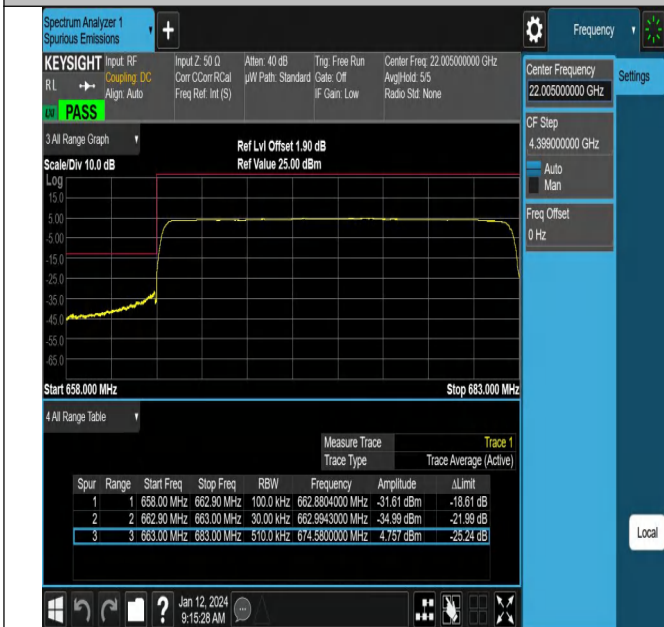 Spectrum Analyzer 1
Spurious Emissions
Frequency
KEYSIGHT
RL
Input: RF
Coupling: DC
Align: Auto
Input Z: 50 Ω
Corr CCorr RCal
Freq Ref: Int (S)
Atten: 40 dB
µW Path: Standard
Trig: Free Run
Gate: Off
IF Gain: Low
Center Freq: 22.005000000 GHz
Avg|Hold: 5/5
Radio Std: None
PASS
Center Frequency
22.005000000 GHz
Settings
CF Step
4.399000000 GHz
Auto
Man
Freq Offset
0 Hz
3 All Range Graph
Ref Lvl Offset 1.90 dB
Scale/Div 10.0 dB
Ref Value 25.00 dBm
Log
15.0
5.00
-5.00
-15.0
-25.0
-35.0
-45.0
-55.0
-65.0
Start 658.000 MHz
Stop 683.000 MHz
4 All Range Table
Measure Trace Trace 1
Trace Type Trace Average (Active)
Spur Range Start Freq Stop Freq RBW Frequency Amplitude ΔLimit
1 1 658.00 MHz 662.90 MHz 100.0 kHz 662.8804000 MHz -31.61 dBm -18.61 dB
2 2 662.90 MHz 663.00 MHz 30.00 kHz 662.9943000 MHz -34.99 dBm -21.99 dB
3 3 663.00 MHz 683.00 MHz 510.0 kHz 674.5800000 MHz 4.757 dBm -25.24 dB
Local
Jan 12, 2024
9:15:28 AM